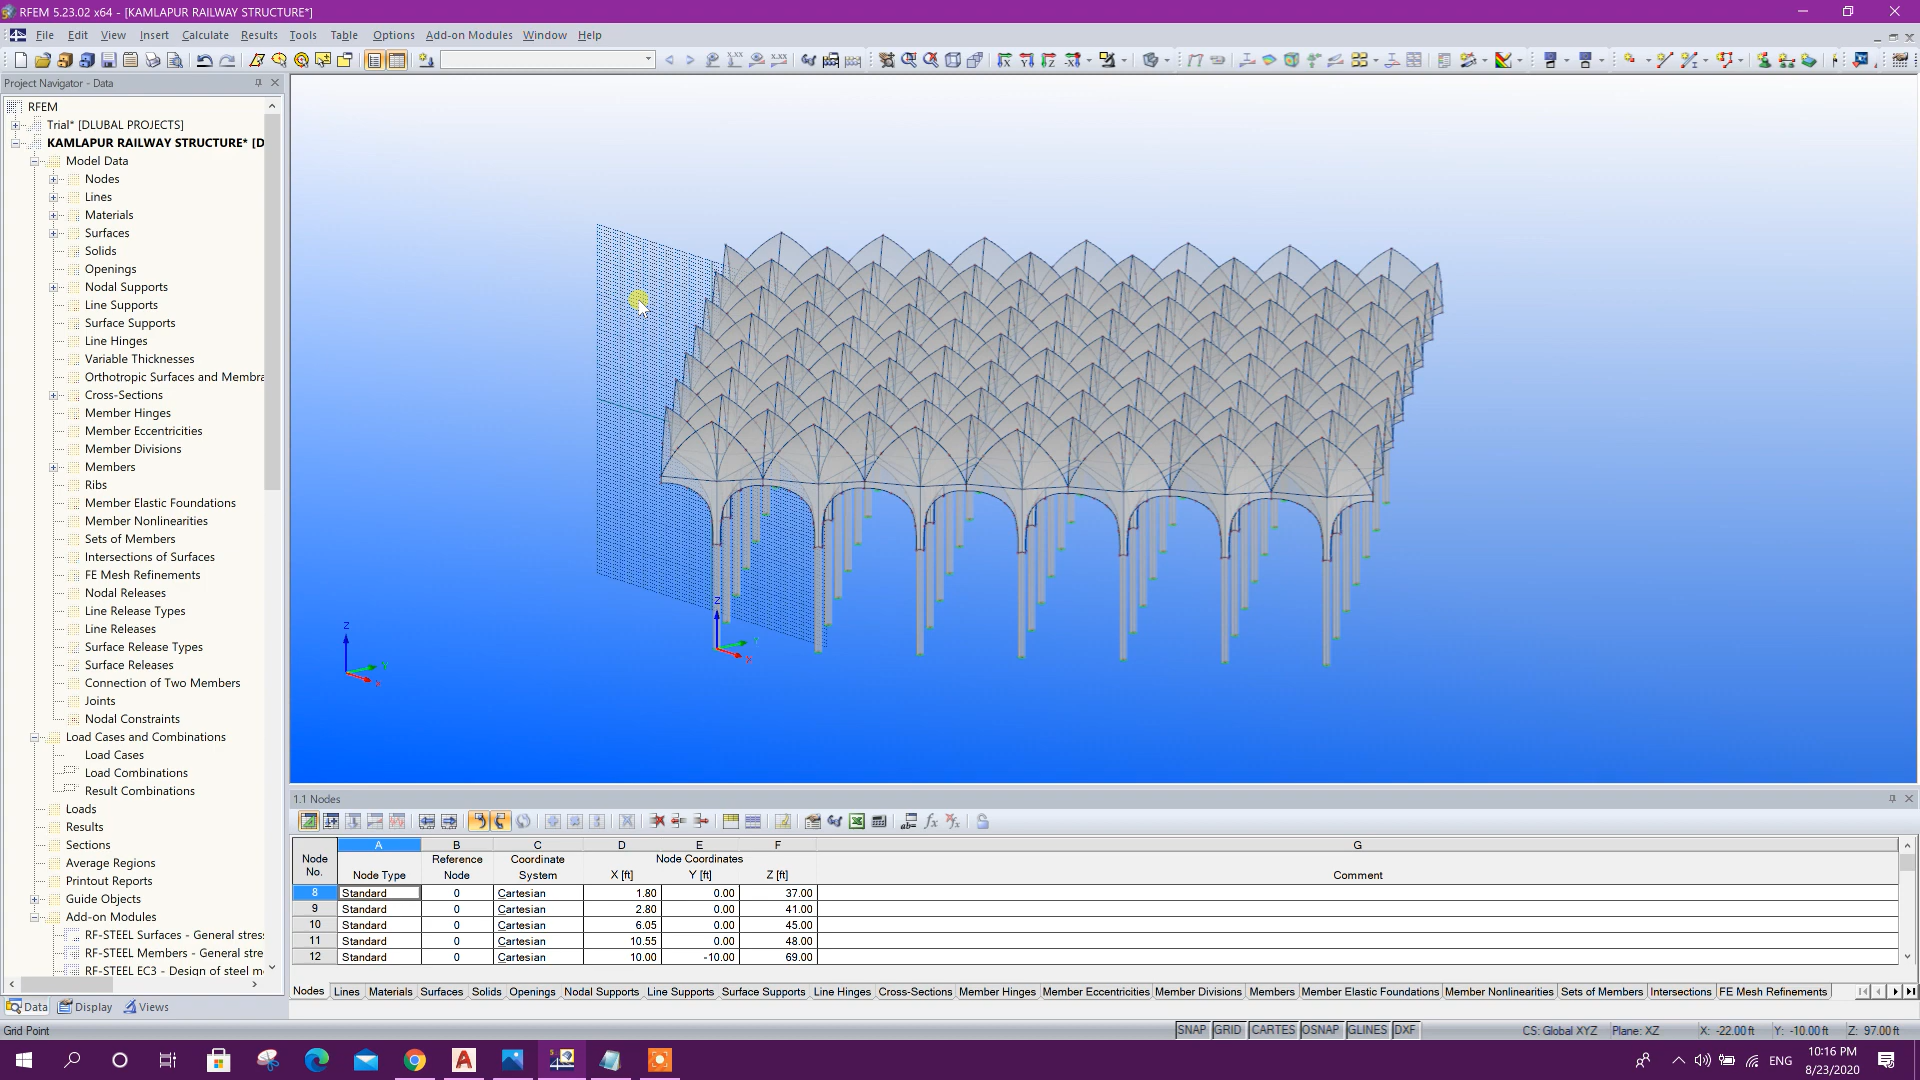 RFEM 5.23.02 x64 - [KAMLAPUR RAILWAY STRUCTURE*]
File Edit View Insert Calculate Results Tools Table Options Add-on Modules Window Help
Project Navigator - Data
RFEM
Trial* [DLUBAL PROJECTS]
KAMLAPUR RAILWAY STRUCTURE* [D
Model Data
Nodes
Lines
Materials
Surfaces
Solids
Openings
Nodal Supports
Line Supports
Surface Supports
Line Hinges
Variable Thicknesses
Orthotropic Surfaces and Membra
Cross-Sections
Member Hinges
Member Eccentricities
Member Divisions
Members
Ribs
Member Elastic Foundations
Member Nonlinearities
Sets of Members
Intersections of Surfaces
FE Mesh Refinements
Nodal Releases
Line Release Types
Line Releases
Surface Release Types
Surface Releases
Connection of Two Members
Joints
Nodal Constraints
Load Cases and Combinations
Load Cases
Load Combinations
Result Combinations
Loads
Results
Sections
Average Regions
Printout Reports
Guide Objects
Add-on Modules
RF-STEEL Surfaces - General stres
RF-STEEL Members - General stre
RF-STEEL EC3 - Design of steel m
Data Display Views
Z
Y
X
Z
X
1.1 Nodes
A B C D E F G
Node No. Node Type Reference Node Coordinate System Node Coordinates X [ft] Y [ft] Z [ft] Comment
8 Standard 0 Cartesian 1.80 0.00 37.00
9 Standard 0 Cartesian 2.80 0.00 41.00
10 Standard 0 Cartesian 6.05 0.00 45.00
11 Standard 0 Cartesian 10.55 0.00 48.00
12 Standard 0 Cartesian 10.00 -10.00 69.00
Nodes Lines Materials Surfaces Solids Openings Nodal Supports Line Supports Surface Supports Line Hinges Cross-Sections Member Hinges Member Eccentricities Member Divisions Members Member Elastic Foundations Member Nonlinearities Sets of Members Intersections FE Mesh Refinements
Grid Point SNAP GRID CARTES OSNAP GLINES DXF CS: Global XYZ Plane: XZ X: -22.00 ft Y: -10.00 ft Z: 97.00 ft
ENG 10:16 PM
8/23/2020